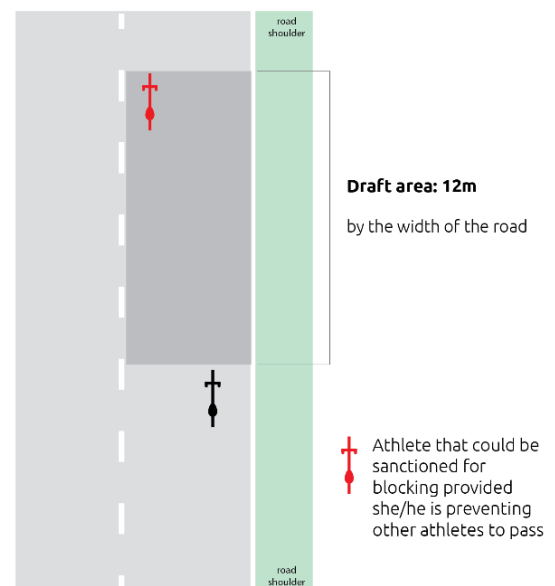 road
shoulder
Draft area: 12m
by the width of the road
Athlete that could be
sanctioned for
blocking provided
she/he is preventing
other athletes to pass
road
shoulder